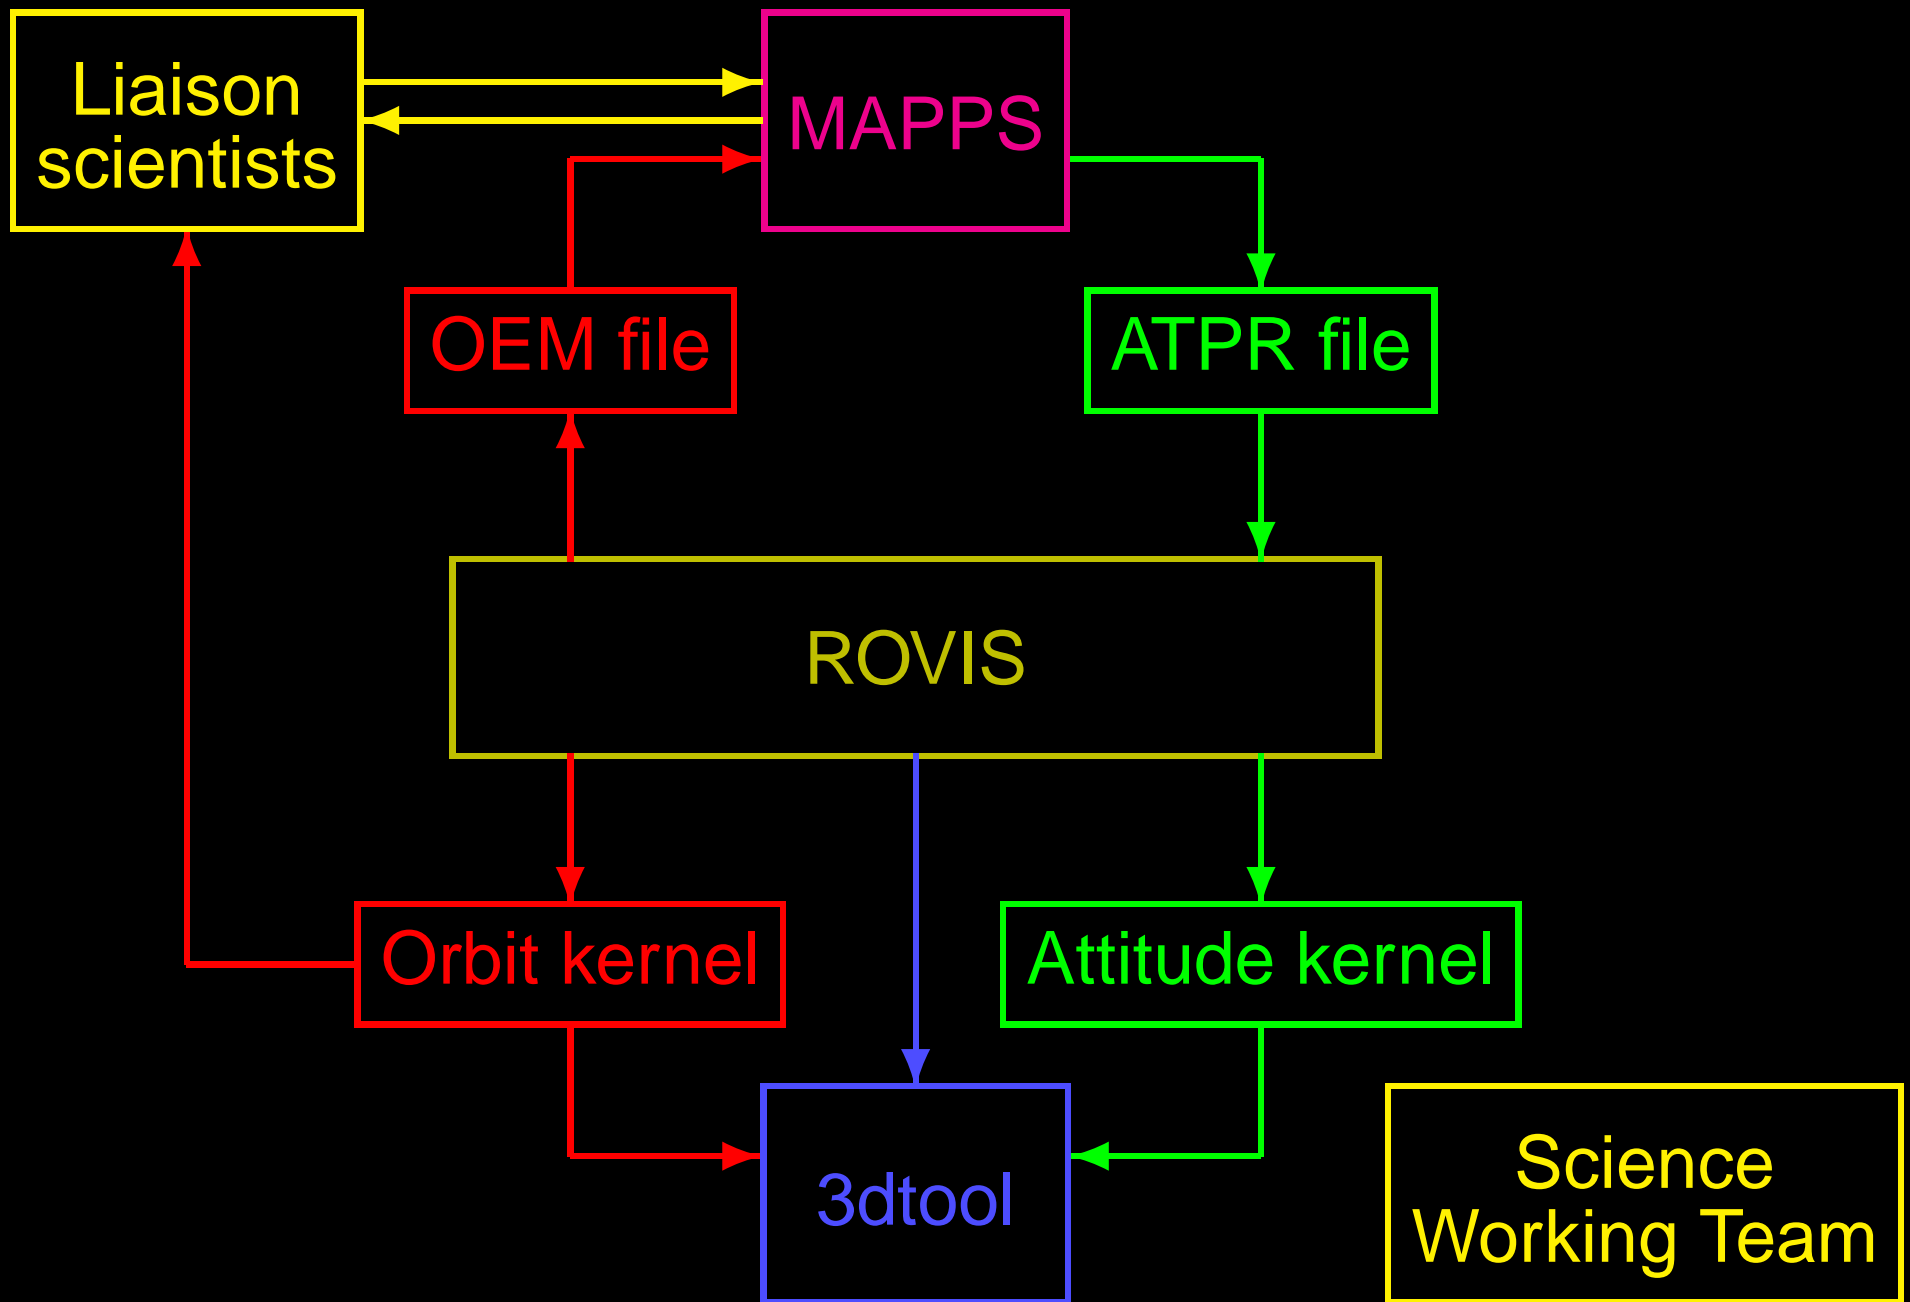 Liaison
scientists
MAPPS
OEM file
ATPR file
ROVIS
Orbit kernel
Attitude kernel
3dtool
Science
Working Team